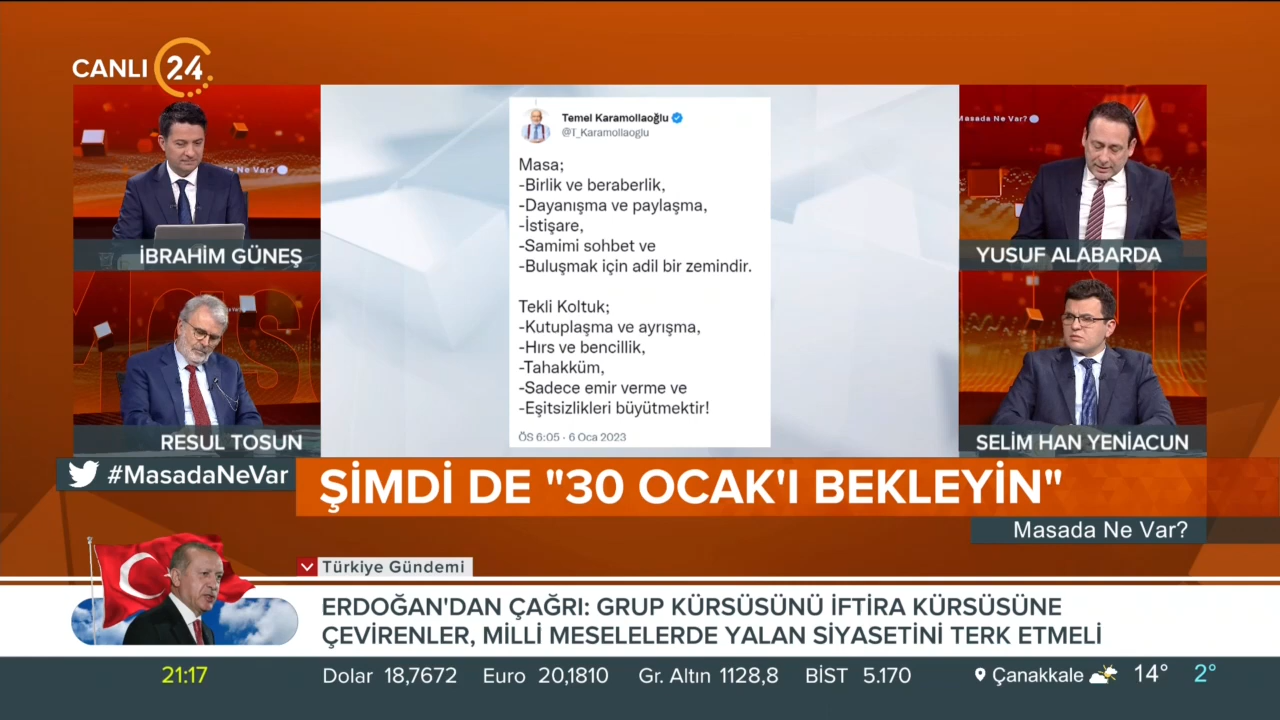 CANLI 24
Temel Karamollaoğlu
@T_Karamollaoglu
Masa;
-Birlik ve beraberlik,
-Dayanışma ve paylaşma,
-İstişare,
-Samimi sohbet ve
-Buluşmak için adil bir zemindir.
Tekli Koltuk;
-Kutuplaşma ve ayrışma,
-Hırs ve bencillik,
-Tahakküm,
-Sadece emir verme ve
-Eşitsizlikleri büyütmektir!
ÖS 6:05 · 6 Oca 2023
Ne Var?
İBRAHİM GÜNEŞ
Masada Ne Var?
YUSUF ALABARDA
RESUL TOSUN
SELİM HAN YENİACUN
#MasadaNeVar
ŞİMDİ DE "30 OCAK'I BEKLEYİN"
Masada Ne Var?
Türkiye Gündemi
ERDOĞAN'DAN ÇAĞRI: GRUP KÜRSÜSÜNÜ İFTİRA KÜRSÜSÜNE
ÇEVİRENLER, MİLLİ MESELELERDE YALAN SİYASETİNİ TERK ETMELİ
21:17 Dolar 18,7672 Euro 20,1810 Gr. Altın 1128,8 BİST 5.170 Çanakkale 14° 2°